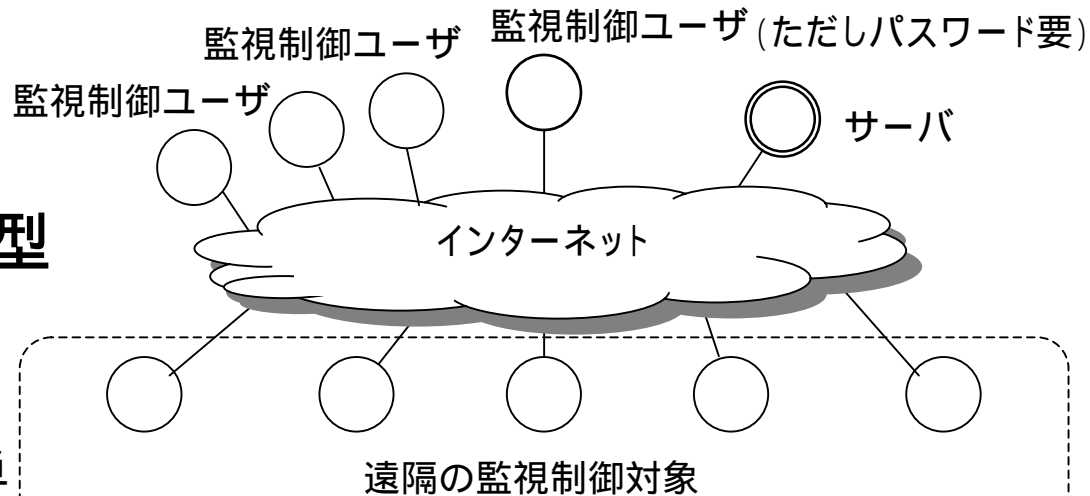 監視制御ユーザ (ただしパスワード要)
監視制御ユーザ
監視制御ユーザ
サーバ
型
インターネット
遠隔の監視制御対象